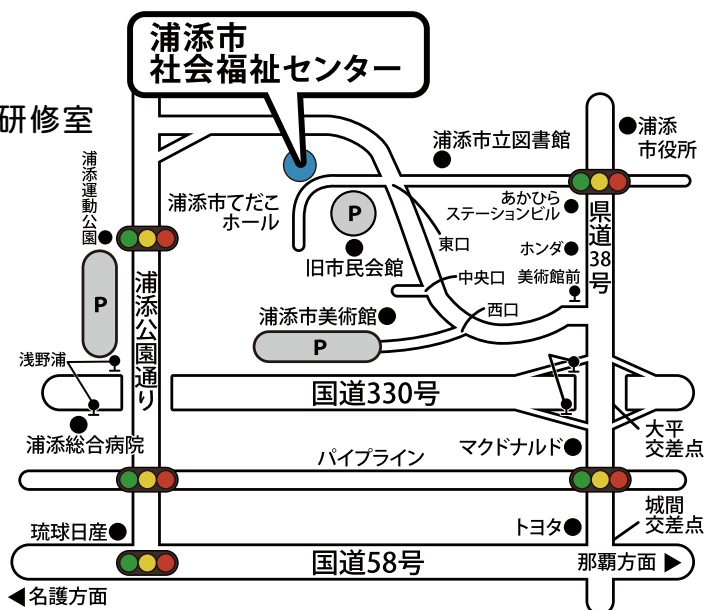 浦添市
社会福祉センター
研修室
浦添
市役所
浦添市立図書館
浦添運動公園
浦添市てだこ
ホール
P
あかひら
ステーションビル
県道38号
東口
ホンダ
旧市民会館
中央口
美術館前
P
浦添公園通り
西口
浦添市美術館
P
浅野浦
国道330号
大平
交差点
浦添総合病院
パイプライン
マクドナルド
城間
交差点
琉球日産
トヨタ
国道58号
那覇方面 ▶
◀ 名護方面